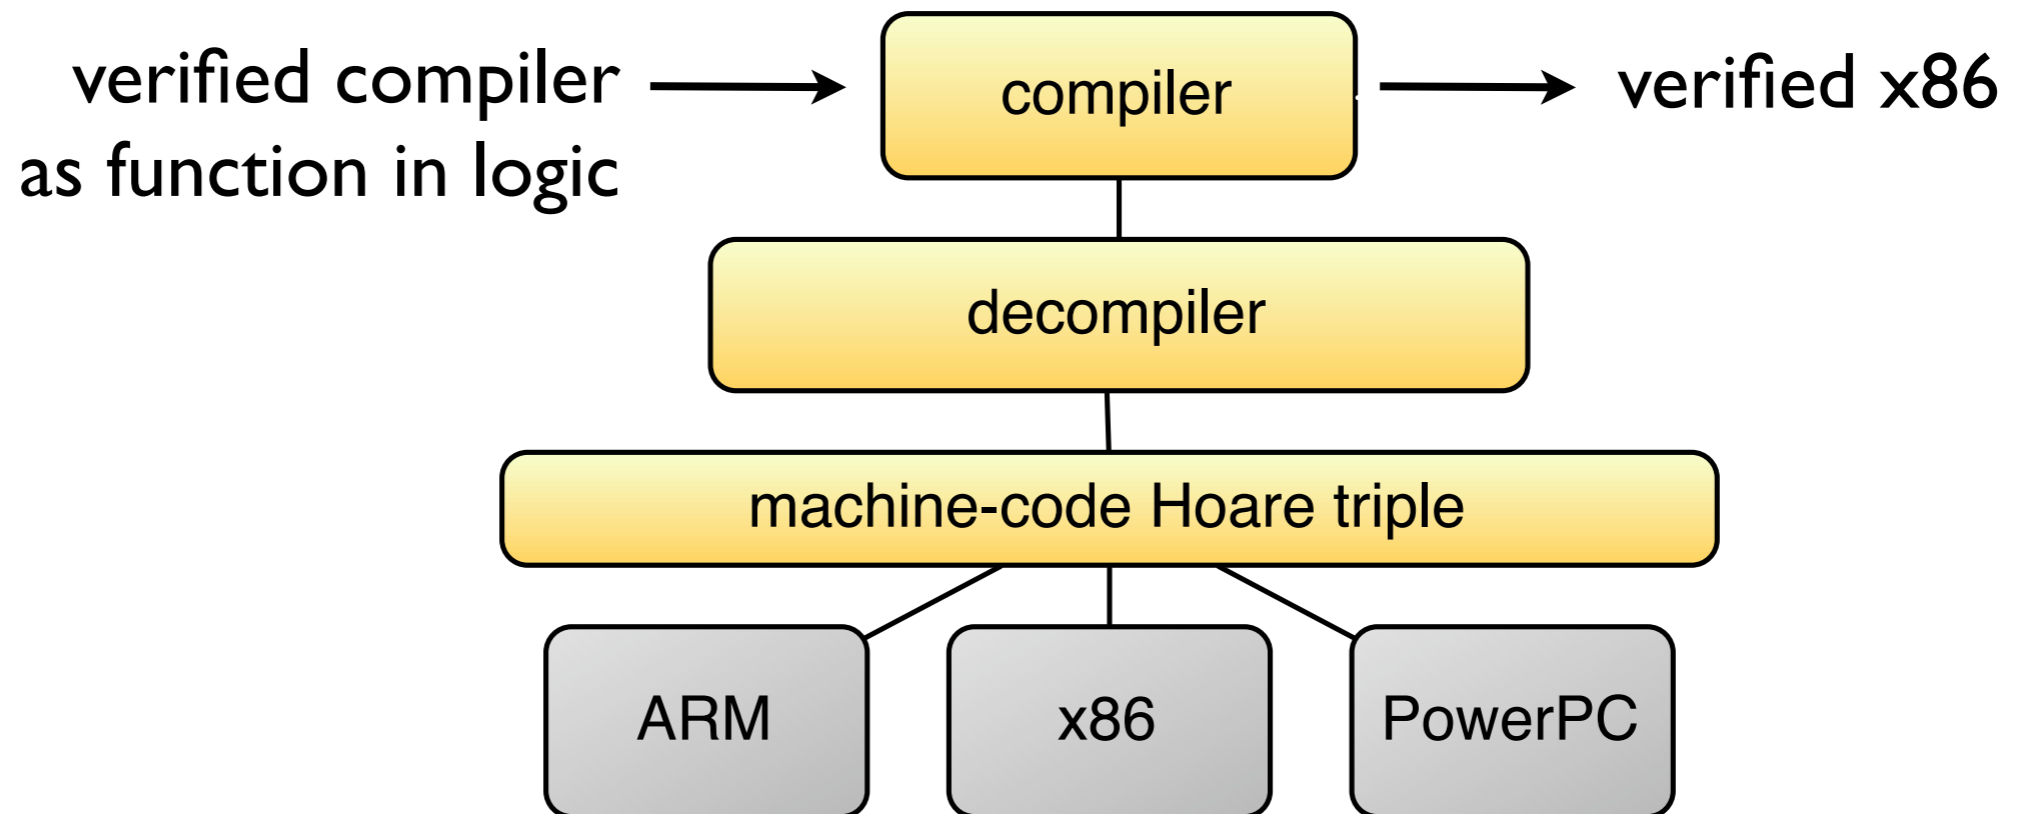 verified compiler
as function in logic
compiler
verified x86
decompiler
machine-code Hoare triple
ARM
x86
PowerPC